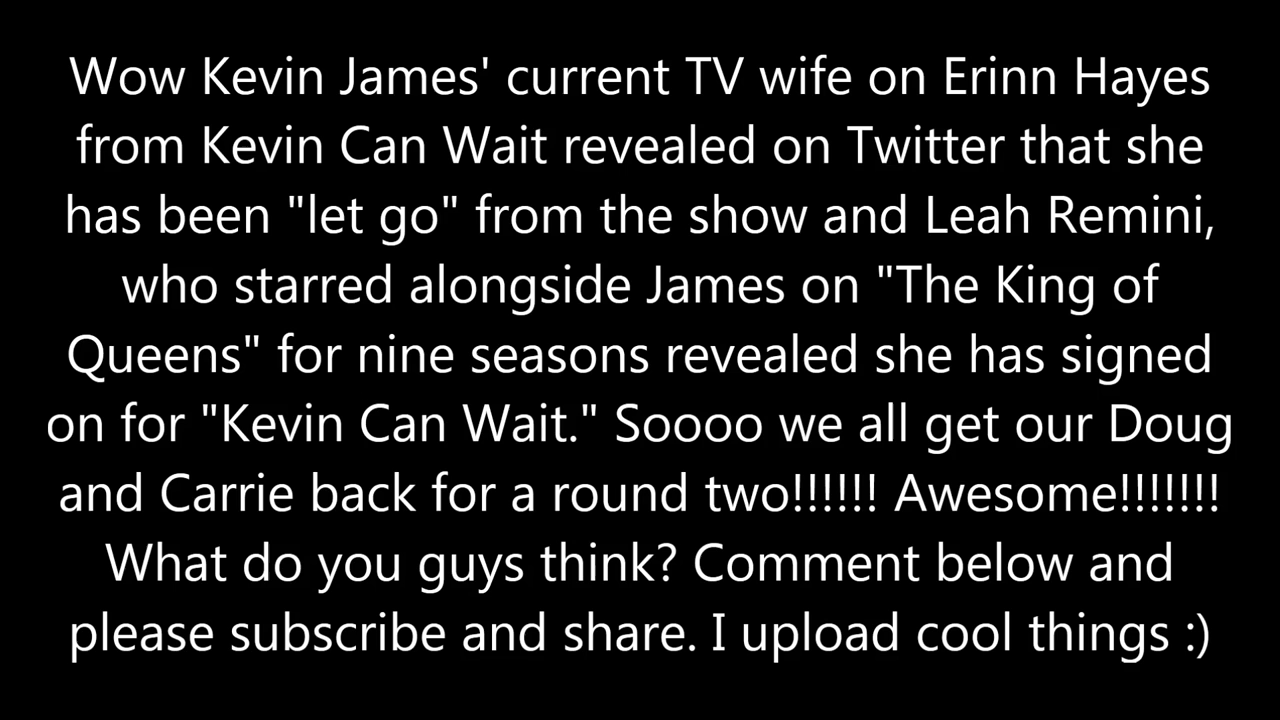 Wow Kevin James' current TV wife on Erinn Hayes
from Kevin Can Wait revealed on Twitter that she
has been "let go" from the show and Leah Remini,
who starred alongside James on "The King of
Queens" for nine seasons revealed she has signed
on for "Kevin Can Wait." Soooo we all get our Doug
and Carrie back for a round two!!!!!! Awesome!!!!!!!
What do you guys think? Comment below and
please subscribe and share. I upload cool things :)